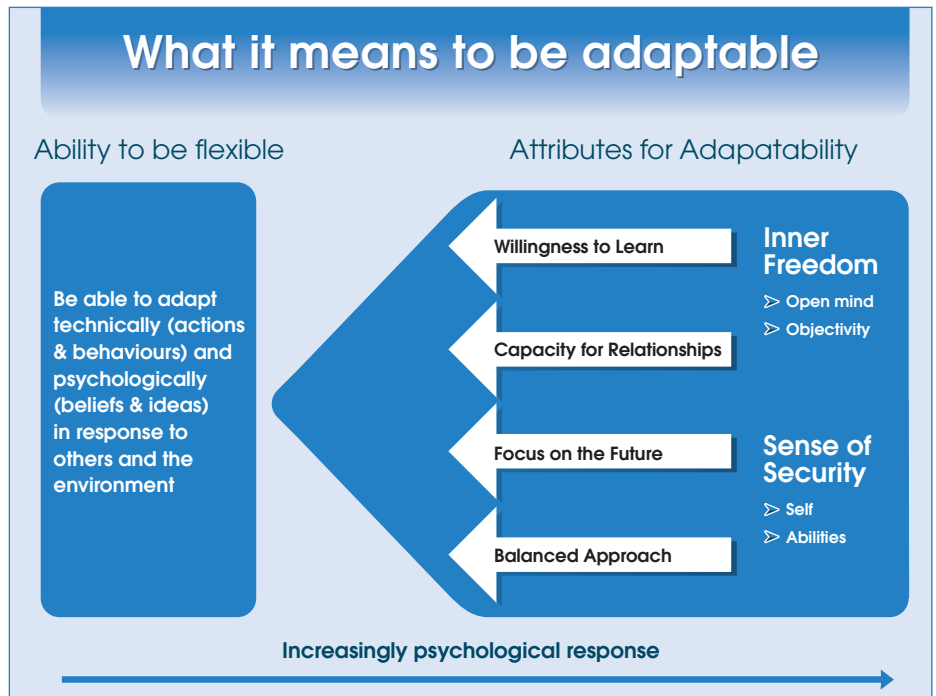 What it means to be adaptable
Ability to be flexible
Be able to adapt
technically (actions
& behaviours) and
psychologically
(beliefs & ideas)
in response to
others and the
environment
Attributes for Adapatability
Willingness to Learn
Capacity for Relationships
Focus on the Future
Balanced Approach
Inner
Freedom
➢ Open mind
➢ Objectivity
Sense of
Security
➢ Self
➢ Abilities
Increasingly psychological response